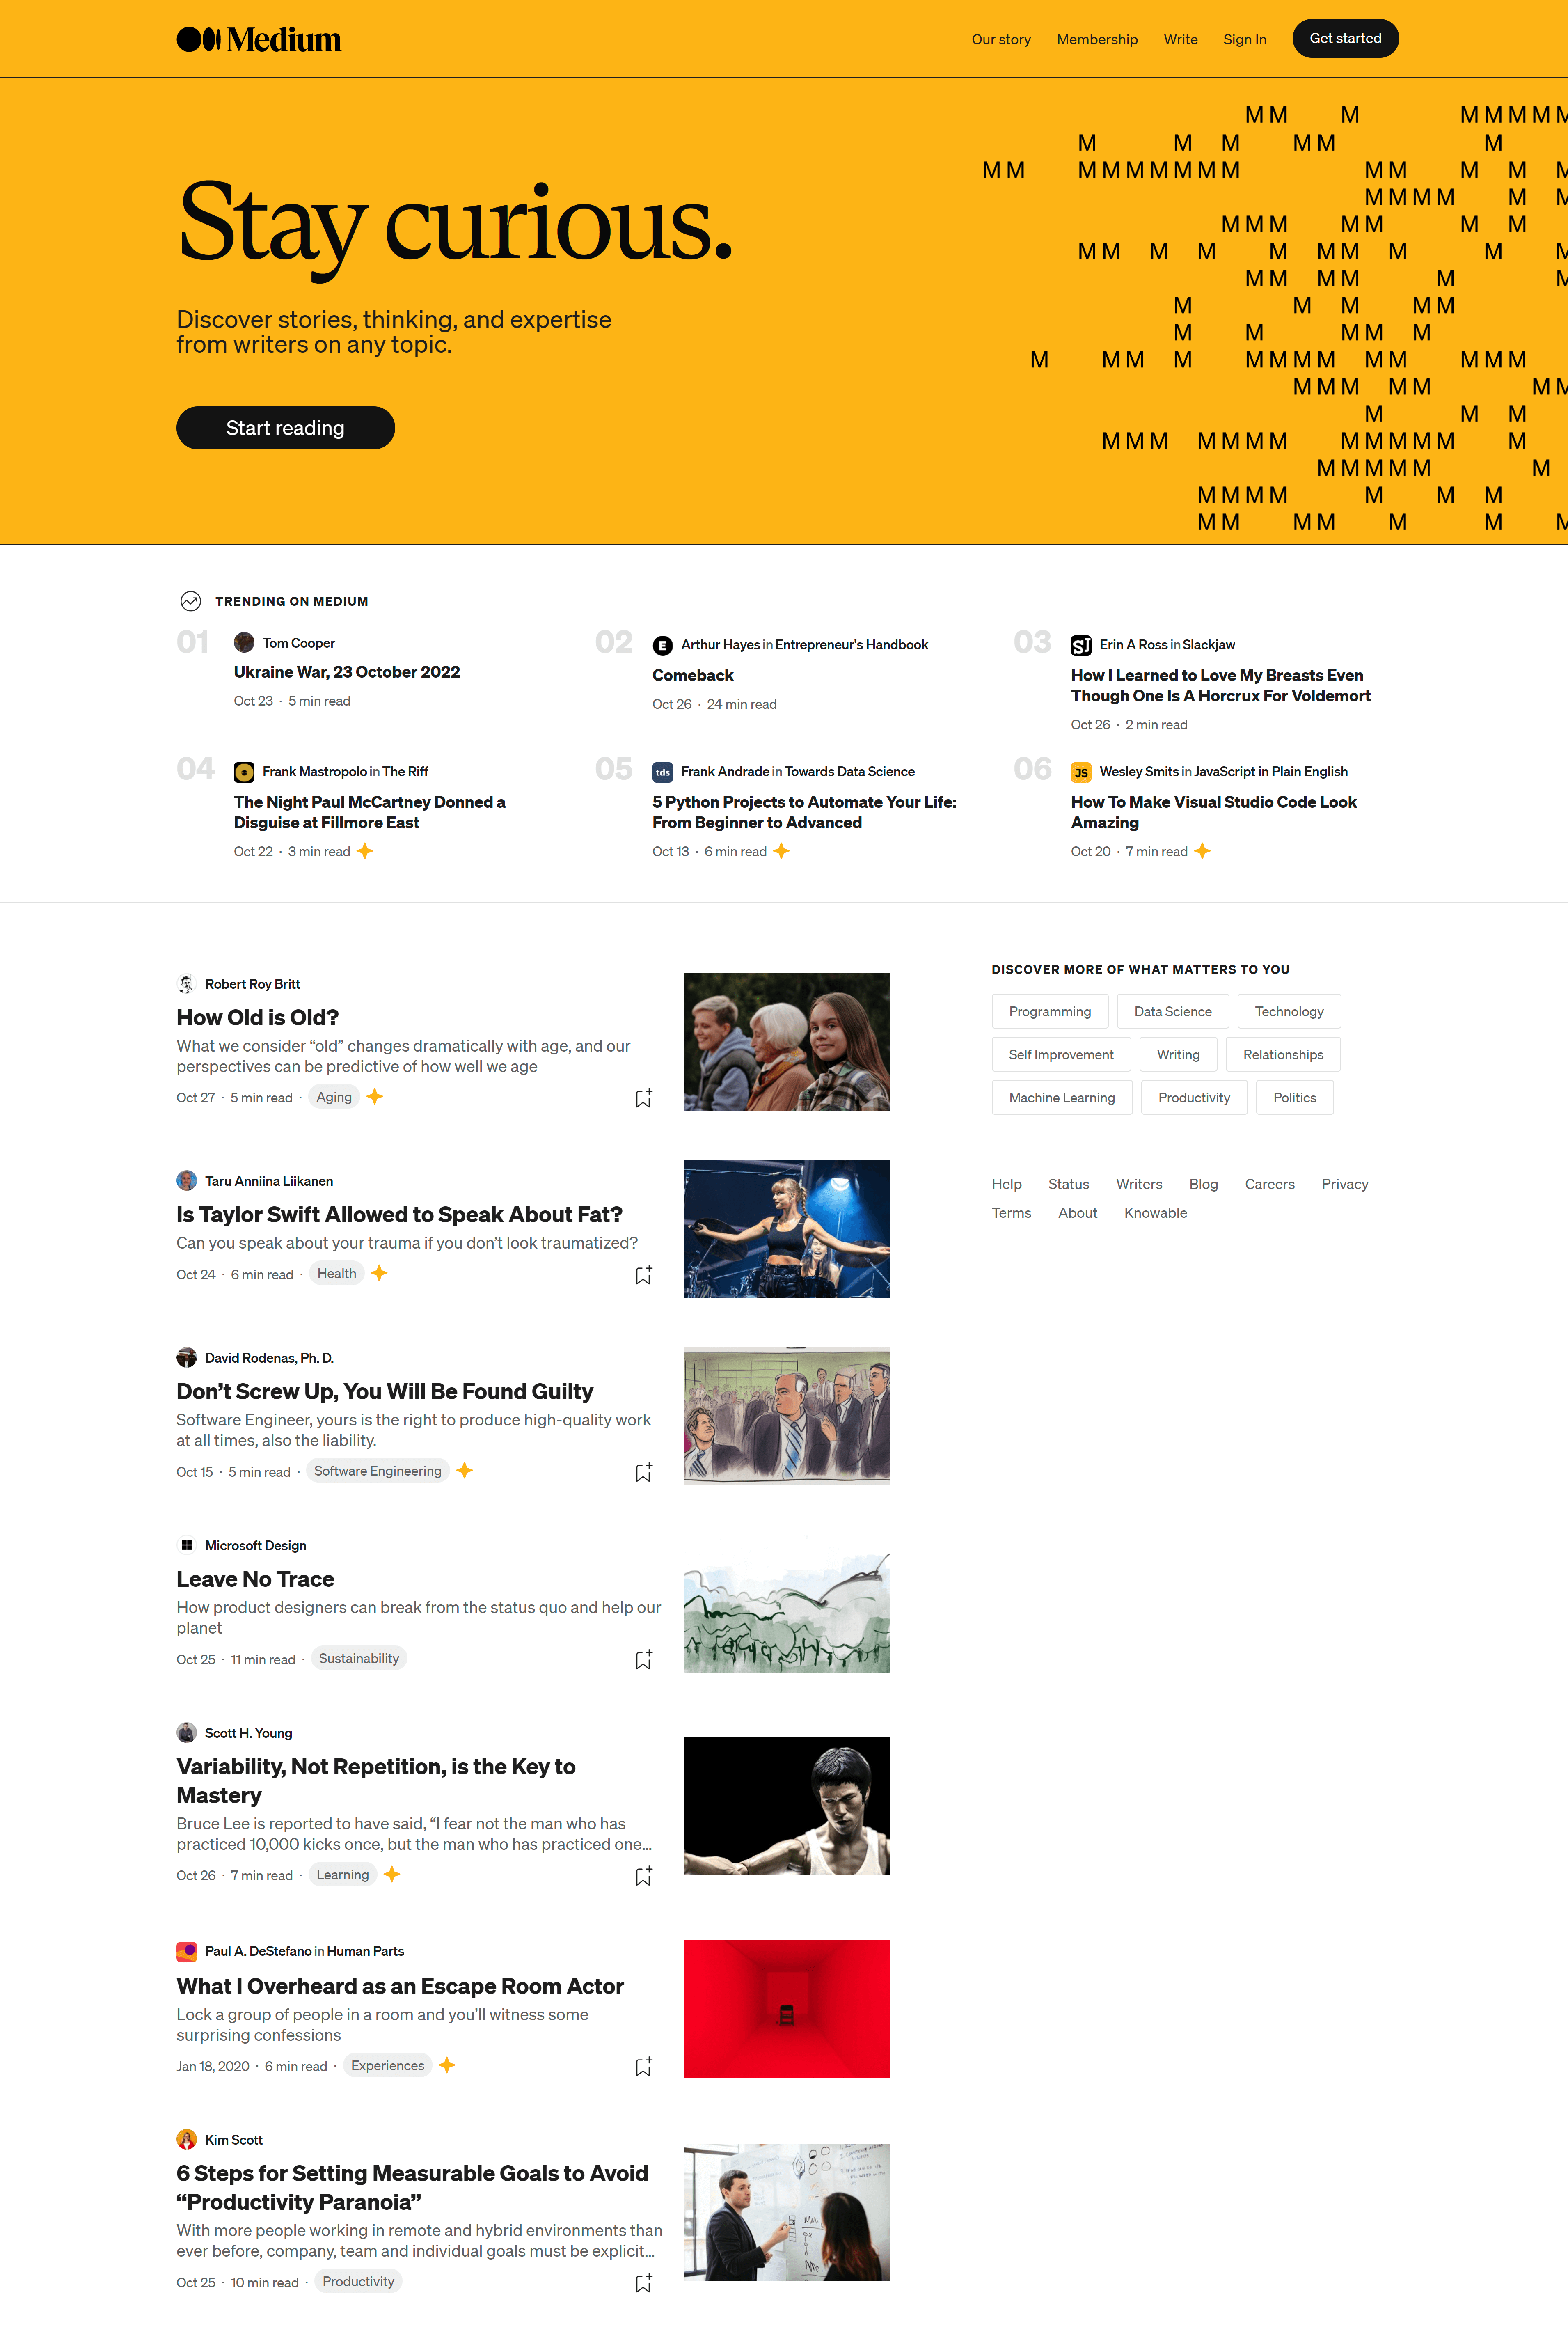 Medium
Our story
Membership
Write
Sign In
Get started
M M M M M M M M
M M M M M M
M M M M M M M M M M M M M M
M M M M M M
M M M M M M M
M M M M M M M M M M
M M M M M M
M M M M M
M M M M M
M M M M M M M M M M M M M
M M M M M M M
M M M
M M M M M M M M M M M M M
M M M M M M
M M M M M M M
M M M M M M M
Stay curious.
Discover stories, thinking, and expertise
from writers on any topic.
Start reading
TRENDING ON MEDIUM
01
Tom Cooper
Ukraine War, 23 October 2022
Oct 23 · 5 min read
02
E
Arthur Hayes in Entrepreneur's Handbook
Comeback
Oct 26 · 24 min read
03
SJ
Erin A Ross in Slackjaw
How I Learned to Love My Breasts Even
Though One Is A Horcrux For Voldemort
Oct 26 · 2 min read
04
Frank Mastropolo in The Riff
The Night Paul McCartney Donned a
Disguise at Fillmore East
Oct 22 · 3 min read
05
tds
Frank Andrade in Towards Data Science
5 Python Projects to Automate Your Life:
From Beginner to Advanced
Oct 13 · 6 min read
06
JS
Wesley Smits in JavaScript in Plain English
How To Make Visual Studio Code Look
Amazing
Oct 20 · 7 min read
Robert Roy Britt
How Old is Old?
What we consider “old” changes dramatically with age, and our
perspectives can be predictive of how well we age
Oct 27 · 5 min read · Aging
Taru Anniina Liikanen
Is Taylor Swift Allowed to Speak About Fat?
Can you speak about your trauma if you don’t look traumatized?
Oct 24 · 6 min read · Health
David Rodenas, Ph. D.
Don’t Screw Up, You Will Be Found Guilty
Software Engineer, yours is the right to produce high-quality work
at all times, also the liability.
Oct 15 · 5 min read · Software Engineering
Microsoft Design
Leave No Trace
How product designers can break from the status quo and help our
planet
Oct 25 · 11 min read · Sustainability
Scott H. Young
Variability, Not Repetition, is the Key to
Mastery
Bruce Lee is reported to have said, “I fear not the man who has
practiced 10,000 kicks once, but the man who has practiced one...
Oct 26 · 7 min read · Learning
Paul A. DeStefano in Human Parts
What I Overheard as an Escape Room Actor
Lock a group of people in a room and you’ll witness some
surprising confessions
Jan 18, 2020 · 6 min read · Experiences
Kim Scott
6 Steps for Setting Measurable Goals to Avoid
“Productivity Paranoia”
With more people working in remote and hybrid environments than
ever before, company, team and individual goals must be explicit...
Oct 25 · 10 min read · Productivity
DISCOVER MORE OF WHAT MATTERS TO YOU
Programming
Data Science
Technology
Self Improvement
Writing
Relationships
Machine Learning
Productivity
Politics
Help
Status
Writers
Blog
Careers
Privacy
Terms
About
Knowable